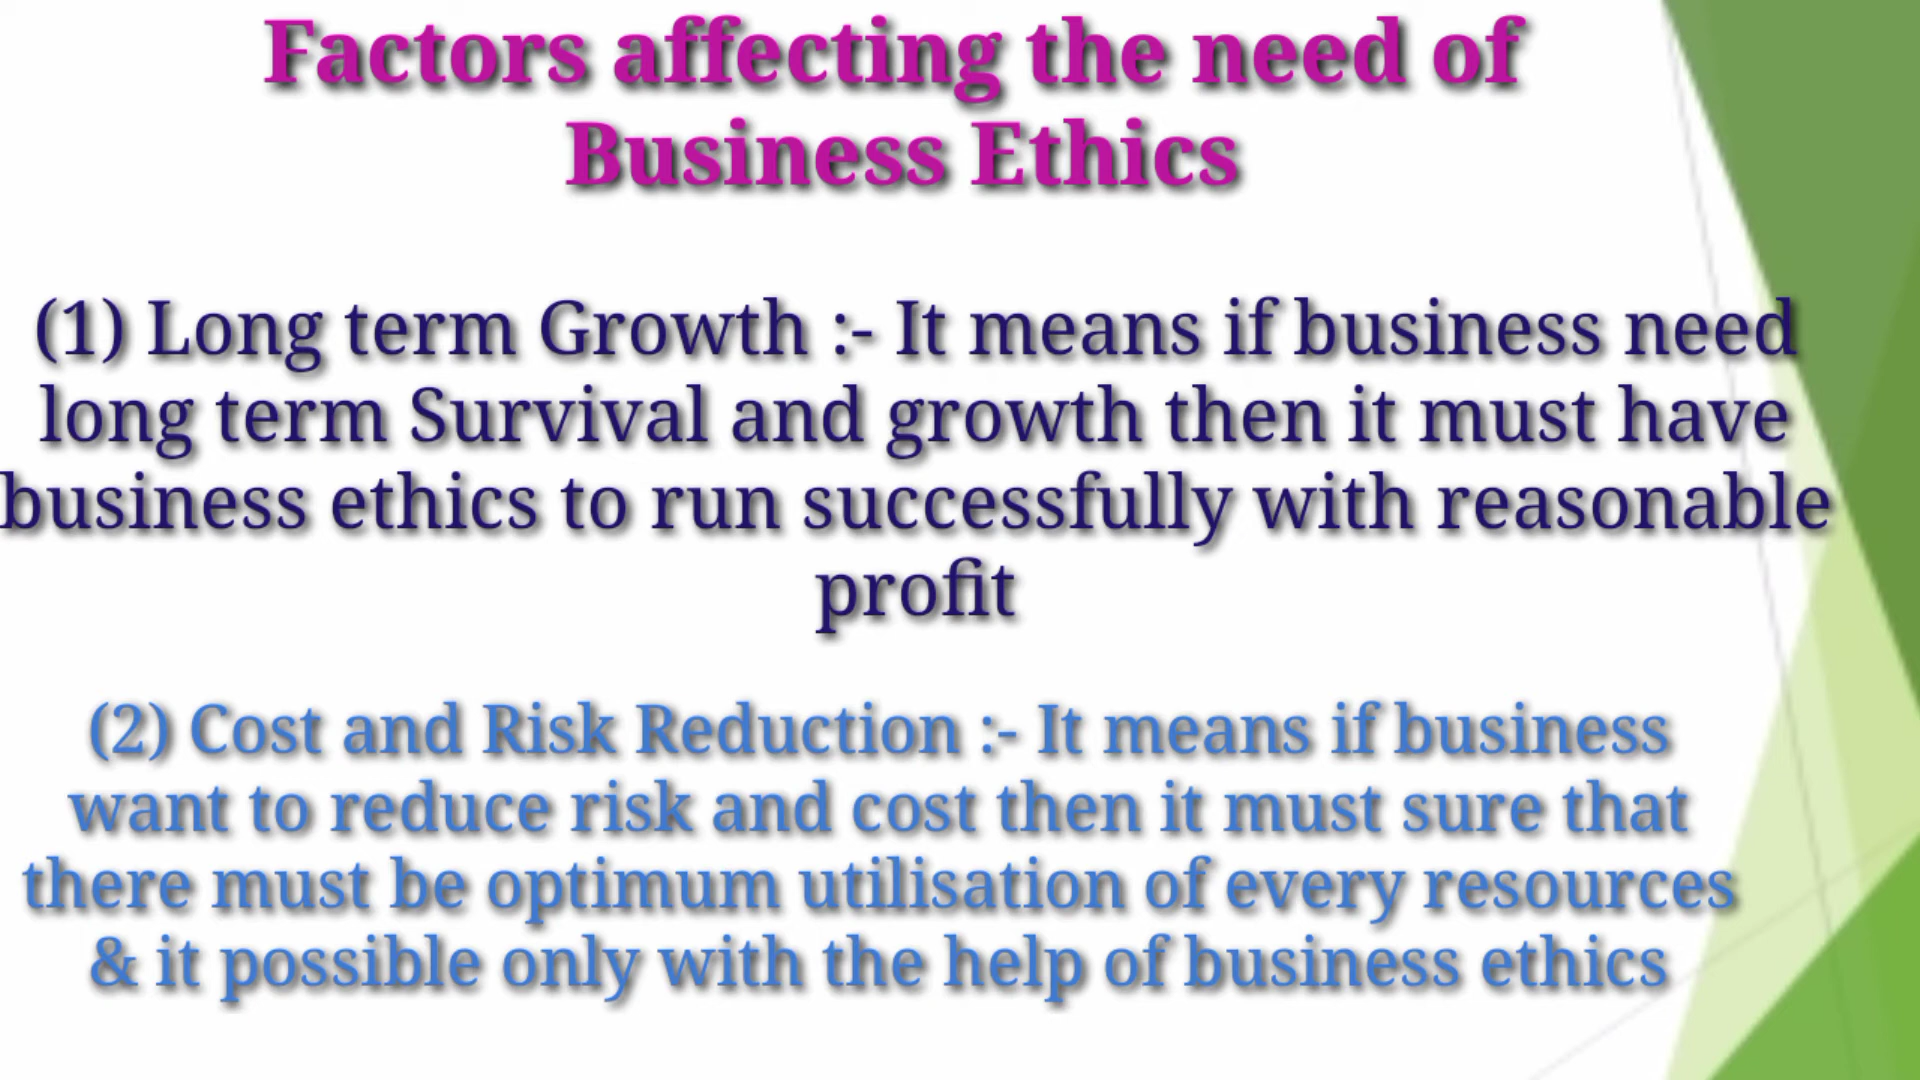 Factors affecting the need of
Business Ethics
(1) Long term Growth :- It means if business need
long term Survival and growth then it must have
business ethics to run successfully with reasonable
profit
(2) Cost and Risk Reduction :- It means if business
want to reduce risk and cost then it must sure that
there must be optimum utilisation of every resources
& it possible only with the help of business ethics